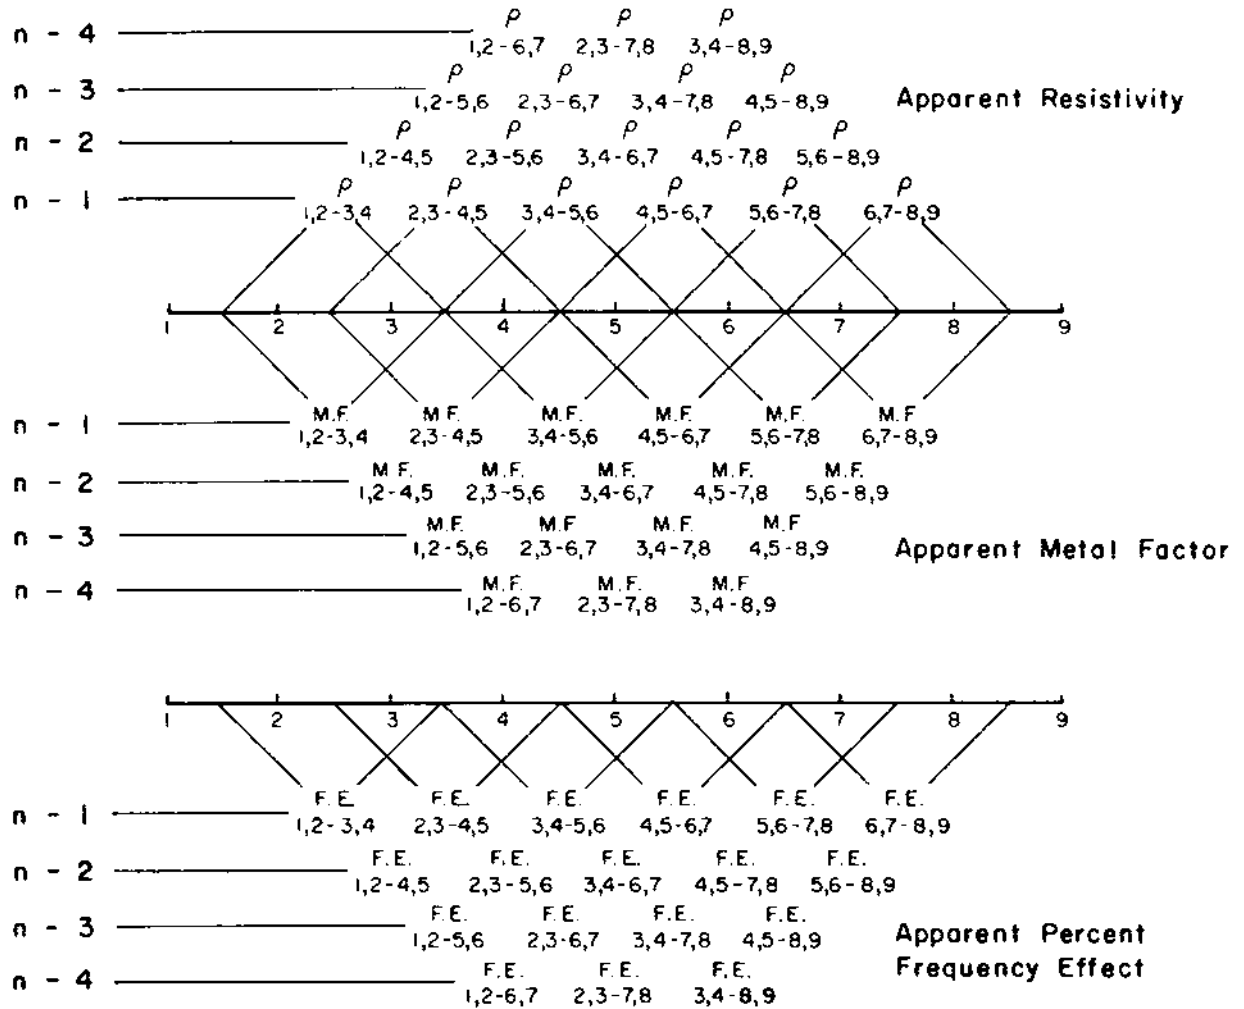 n - 4 ρ ρ ρ
1,2-6,7 2,3-7,8 3,4-8,9
n - 3 ρ ρ ρ ρ
1,2-5,6 2,3-6,7 3,4-7,8 4,5-8,9 Apparent Resistivity
n - 2 ρ ρ ρ ρ ρ
1,2-4,5 2,3-5,6 3,4-6,7 4,5-7,8 5,6-8,9
n - 1 ρ ρ ρ ρ ρ ρ
1,2-3,4 2,3-4,5 3,4-5,6 4,5-6,7 5,6-7,8 6,7-8,9
1 2 3 4 5 6 7 8 9
n - 1 M.F. M.F. M.F. M.F. M.F. M.F
1,2-3,4 2,3-4,5 3,4-5,6 4,5-6,7 5,6-7,8 6,7-8,9
n - 2 M.F. M.F. M.F. M.F. M.F.
1,2-4,5 2,3-5,6 3,4-6,7 4,5-7,8 5,6-8,9
n - 3 M.F. M.F M.F. M.F
1,2-5,6 2,3-6,7 3,4-7,8 4,5-8,9 Apparent Metal Factor
n - 4 M.F. M.F. M.F
1,2-6,7 2,3-7,8 3,4-8,9
1 2 3 4 5 6 7 8 9
n - 1 F.E. F.E. F.E. F.E. F.E. F.E.
1,2-3,4 2,3-4,5 3,4-5,6 4,5-6,7 5,6-7,8 6,7-8,9
n - 2 F.E. F.E. F.E. F.E. F.E.
1,2-4,5 2,3-5,6 3,4-6,7 4,5-7,8 5,6-8,9
n - 3 F.E. F.E. F.E. F.E.
1,2-5,6 2,3-6,7 3,4-7,8 4,5-8,9 Apparent Percent
Frequency Effect
n - 4 F.E. F.E. F.E.
1,2-6,7 2,3-7,8 3,4-8,9